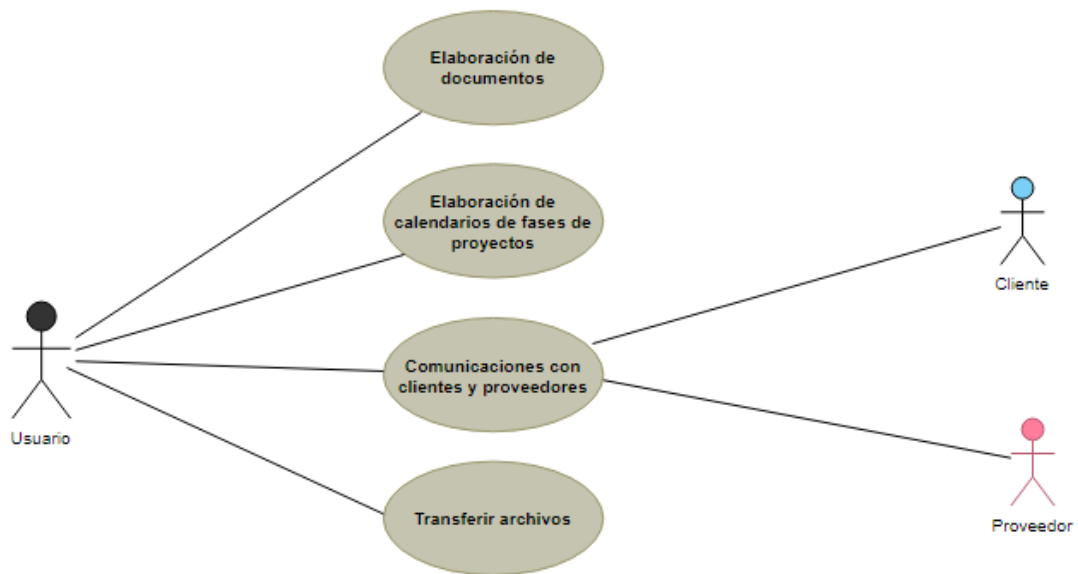 Elaboración de
documentos
Elaboración de
calendarios de fases de
proyectos
Cliente
Comunicaciones con
clientes y proveedores
Usuario
Transferir archivos
Proveedor